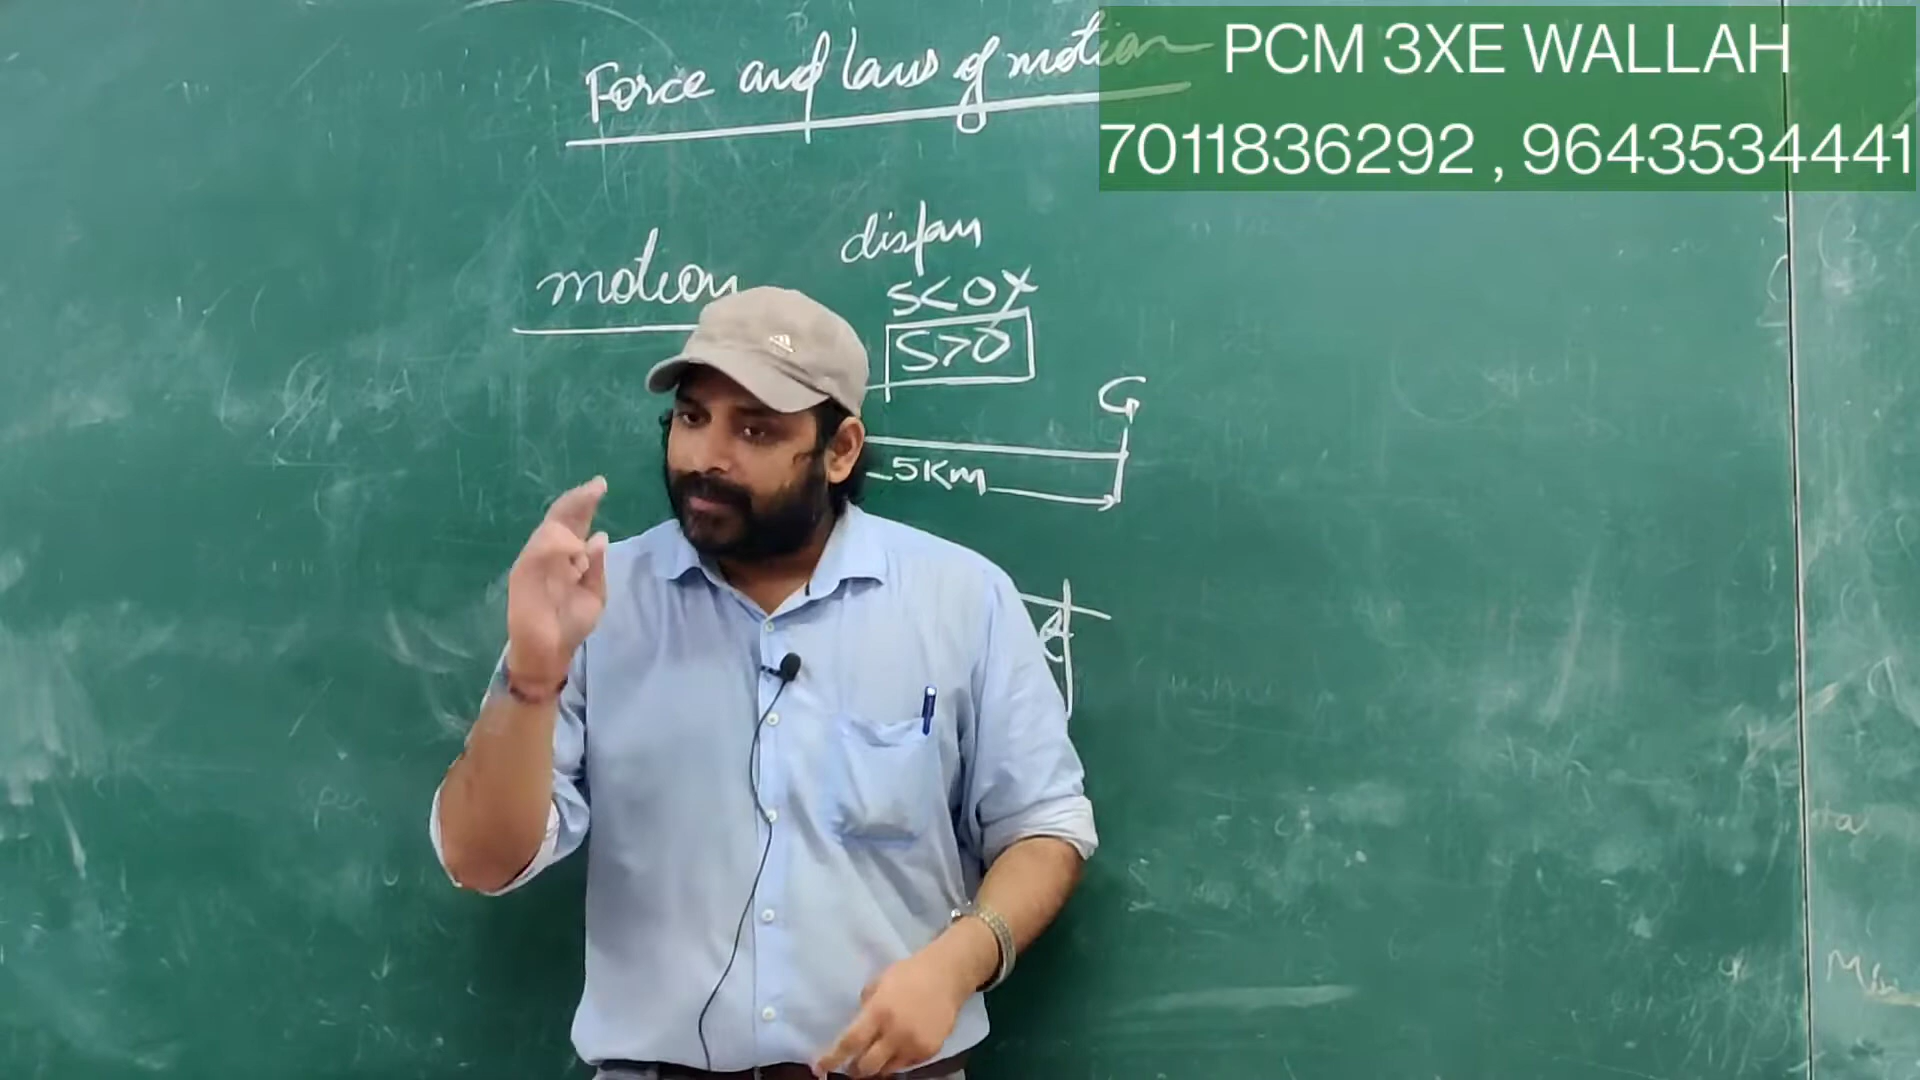 Force and laws of motion
PCM 3XE WALLAH
7011836292 , 9643534441
motion
distan
S<0 X
S>0
G
5Km